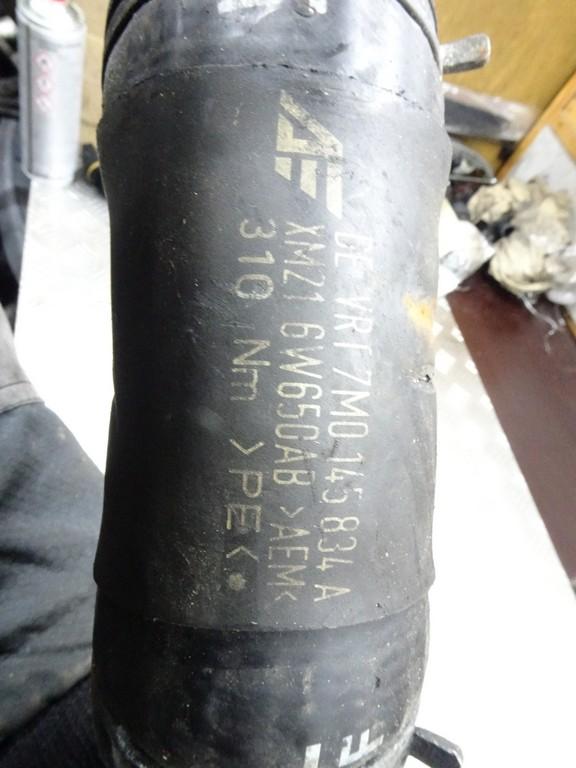 DE VRT 7M0 145 834 A
XM21 6W650AB >AEM<
310 Nm >PE<